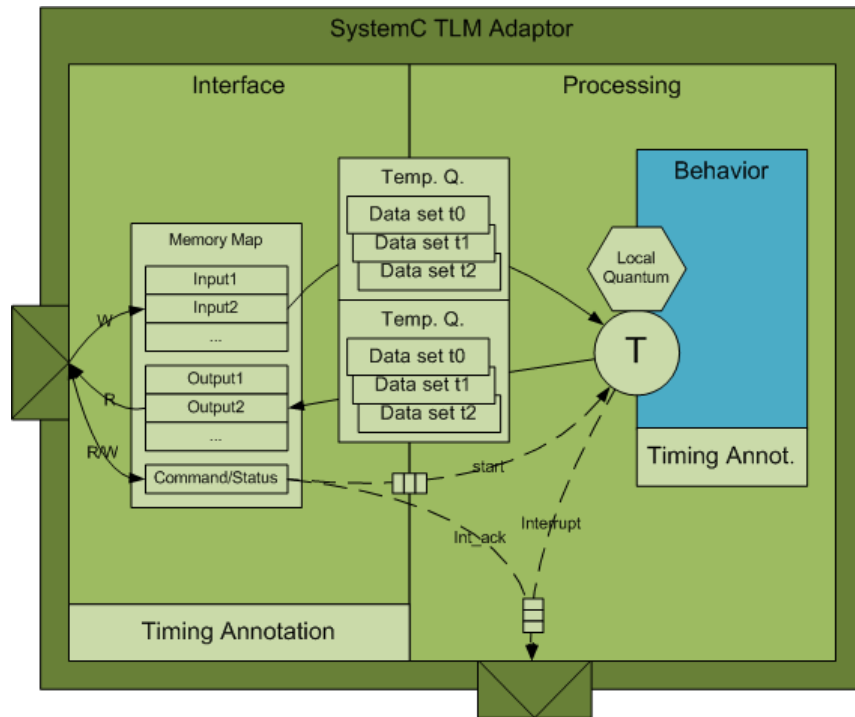 SystemC TLM Adaptor
Interface
Processing
Temp. Q.
Data set t0
Data set t1
Data set t2
Behavior
Memory Map
Input1
Input2
...
Local
Quantum
W
Temp. Q.
Data set t0
Data set t1
Data set t2
T
Output1
Output2
...
R
R/W
Command/Status
start
Timing Annot.
Int_ack
Interrupt
Timing Annotation